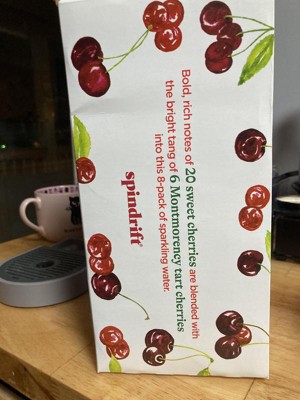 Bold, rich notes of 20 sweet cherries are blended with
the bright tang of 6 Montmorency tart cherries
into this 8-pack of sparkling water.
spindrift®